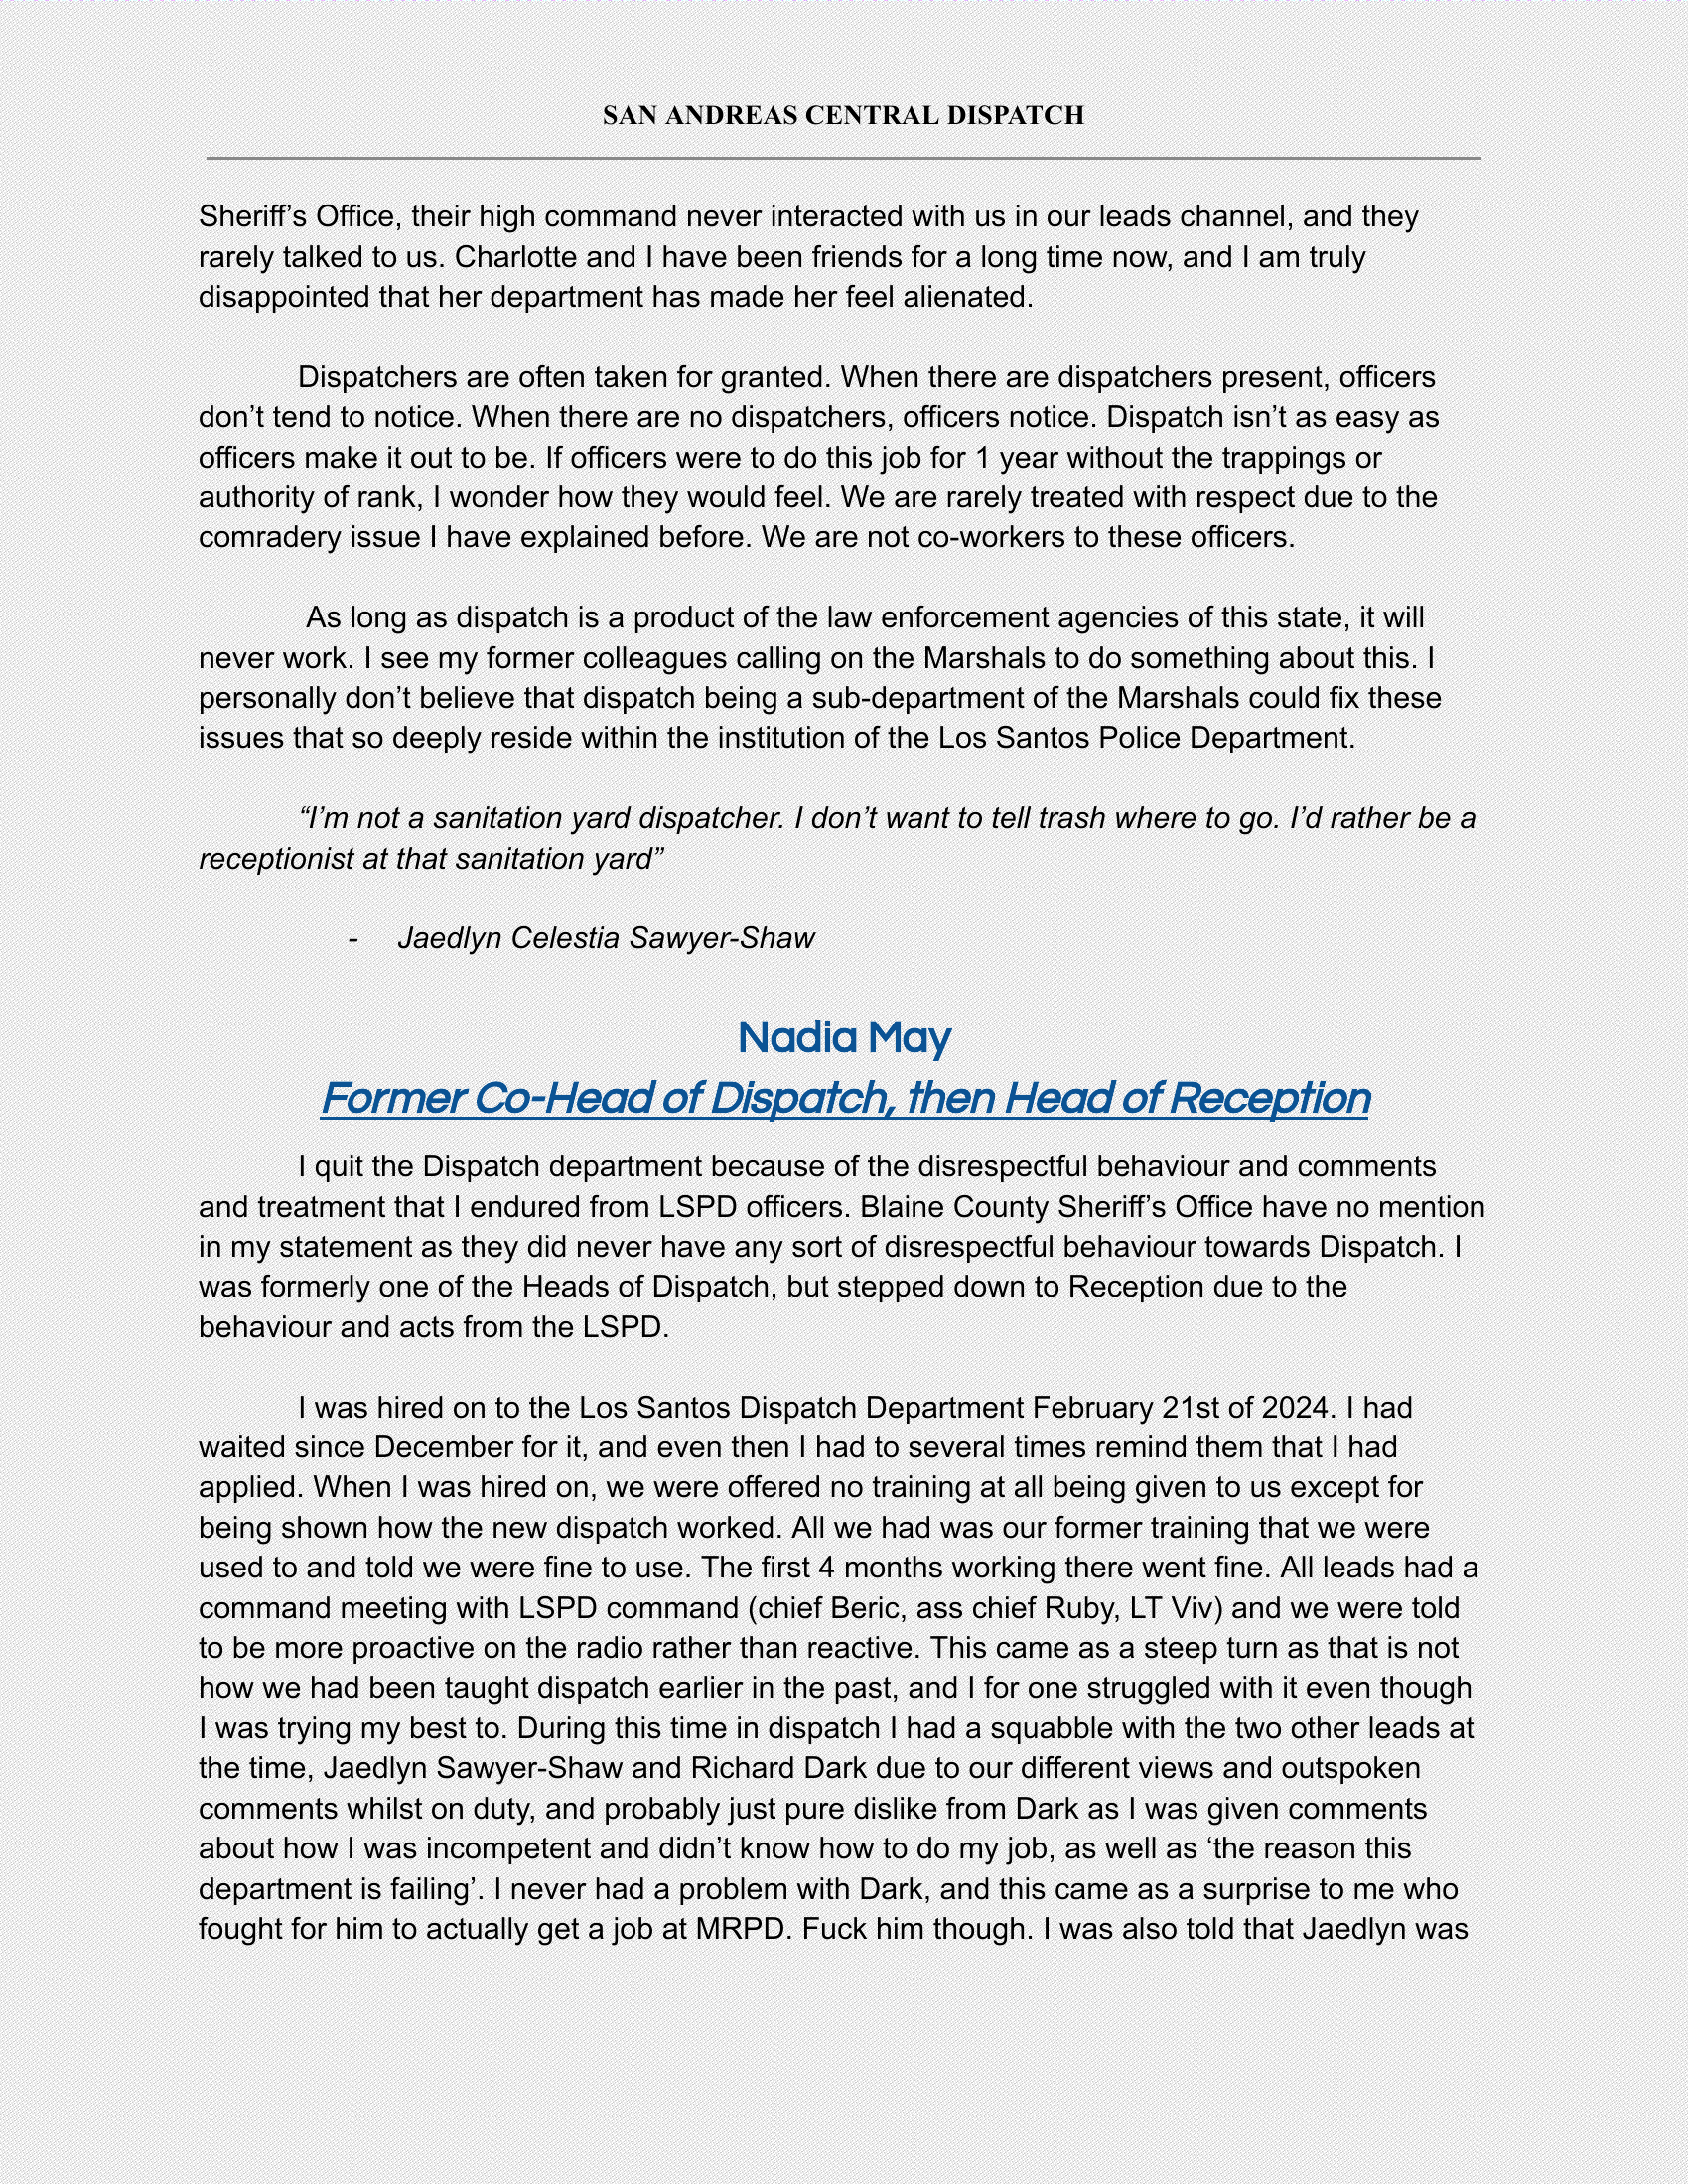 SAN ANDREAS CENTRAL DISPATCH
Sheriff’s Office, their high command never interacted with us in our leads channel, and they
rarely talked to us. Charlotte and I have been friends for a long time now, and I am truly
disappointed that her department has made her feel alienated.
Dispatchers are often taken for granted. When there are dispatchers present, officers
don’t tend to notice. When there are no dispatchers, officers notice. Dispatch isn’t as easy as
officers make it out to be. If officers were to do this job for 1 year without the trappings or
authority of rank, I wonder how they would feel. We are rarely treated with respect due to the
comradery issue I have explained before. We are not co-workers to these officers.
As long as dispatch is a product of the law enforcement agencies of this state, it will
never work. I see my former colleagues calling on the Marshals to do something about this. I
personally don’t believe that dispatch being a sub-department of the Marshals could fix these
issues that so deeply reside within the institution of the Los Santos Police Department.
“I’m not a sanitation yard dispatcher. I don’t want to tell trash where to go. I’d rather be a
receptionist at that sanitation yard”
- Jaedlyn Celestia Sawyer-Shaw
Nadia May
Former Co-Head of Dispatch, then Head of Reception
I quit the Dispatch department because of the disrespectful behaviour and comments
and treatment that I endured from LSPD officers. Blaine County Sheriff’s Office have no mention
in my statement as they did never have any sort of disrespectful behaviour towards Dispatch. I
was formerly one of the Heads of Dispatch, but stepped down to Reception due to the
behaviour and acts from the LSPD.
I was hired on to the Los Santos Dispatch Department February 21st of 2024. I had
waited since December for it, and even then I had to several times remind them that I had
applied. When I was hired on, we were offered no training at all being given to us except for
being shown how the new dispatch worked. All we had was our former training that we were
used to and told we were fine to use. The first 4 months working there went fine. All leads had a
command meeting with LSPD command (chief Beric, ass chief Ruby, LT Viv) and we were told
to be more proactive on the radio rather than reactive. This came as a steep turn as that is not
how we had been taught dispatch earlier in the past, and I for one struggled with it even though
I was trying my best to. During this time in dispatch I had a squabble with the two other leads at
the time, Jaedlyn Sawyer-Shaw and Richard Dark due to our different views and outspoken
comments whilst on duty, and probably just pure dislike from Dark as I was given comments
about how I was incompetent and didn’t know how to do my job, as well as ‘the reason this
department is failing’. I never had a problem with Dark, and this came as a surprise to me who
fought for him to actually get a job at MRPD. Fuck him though. I was also told that Jaedlyn was